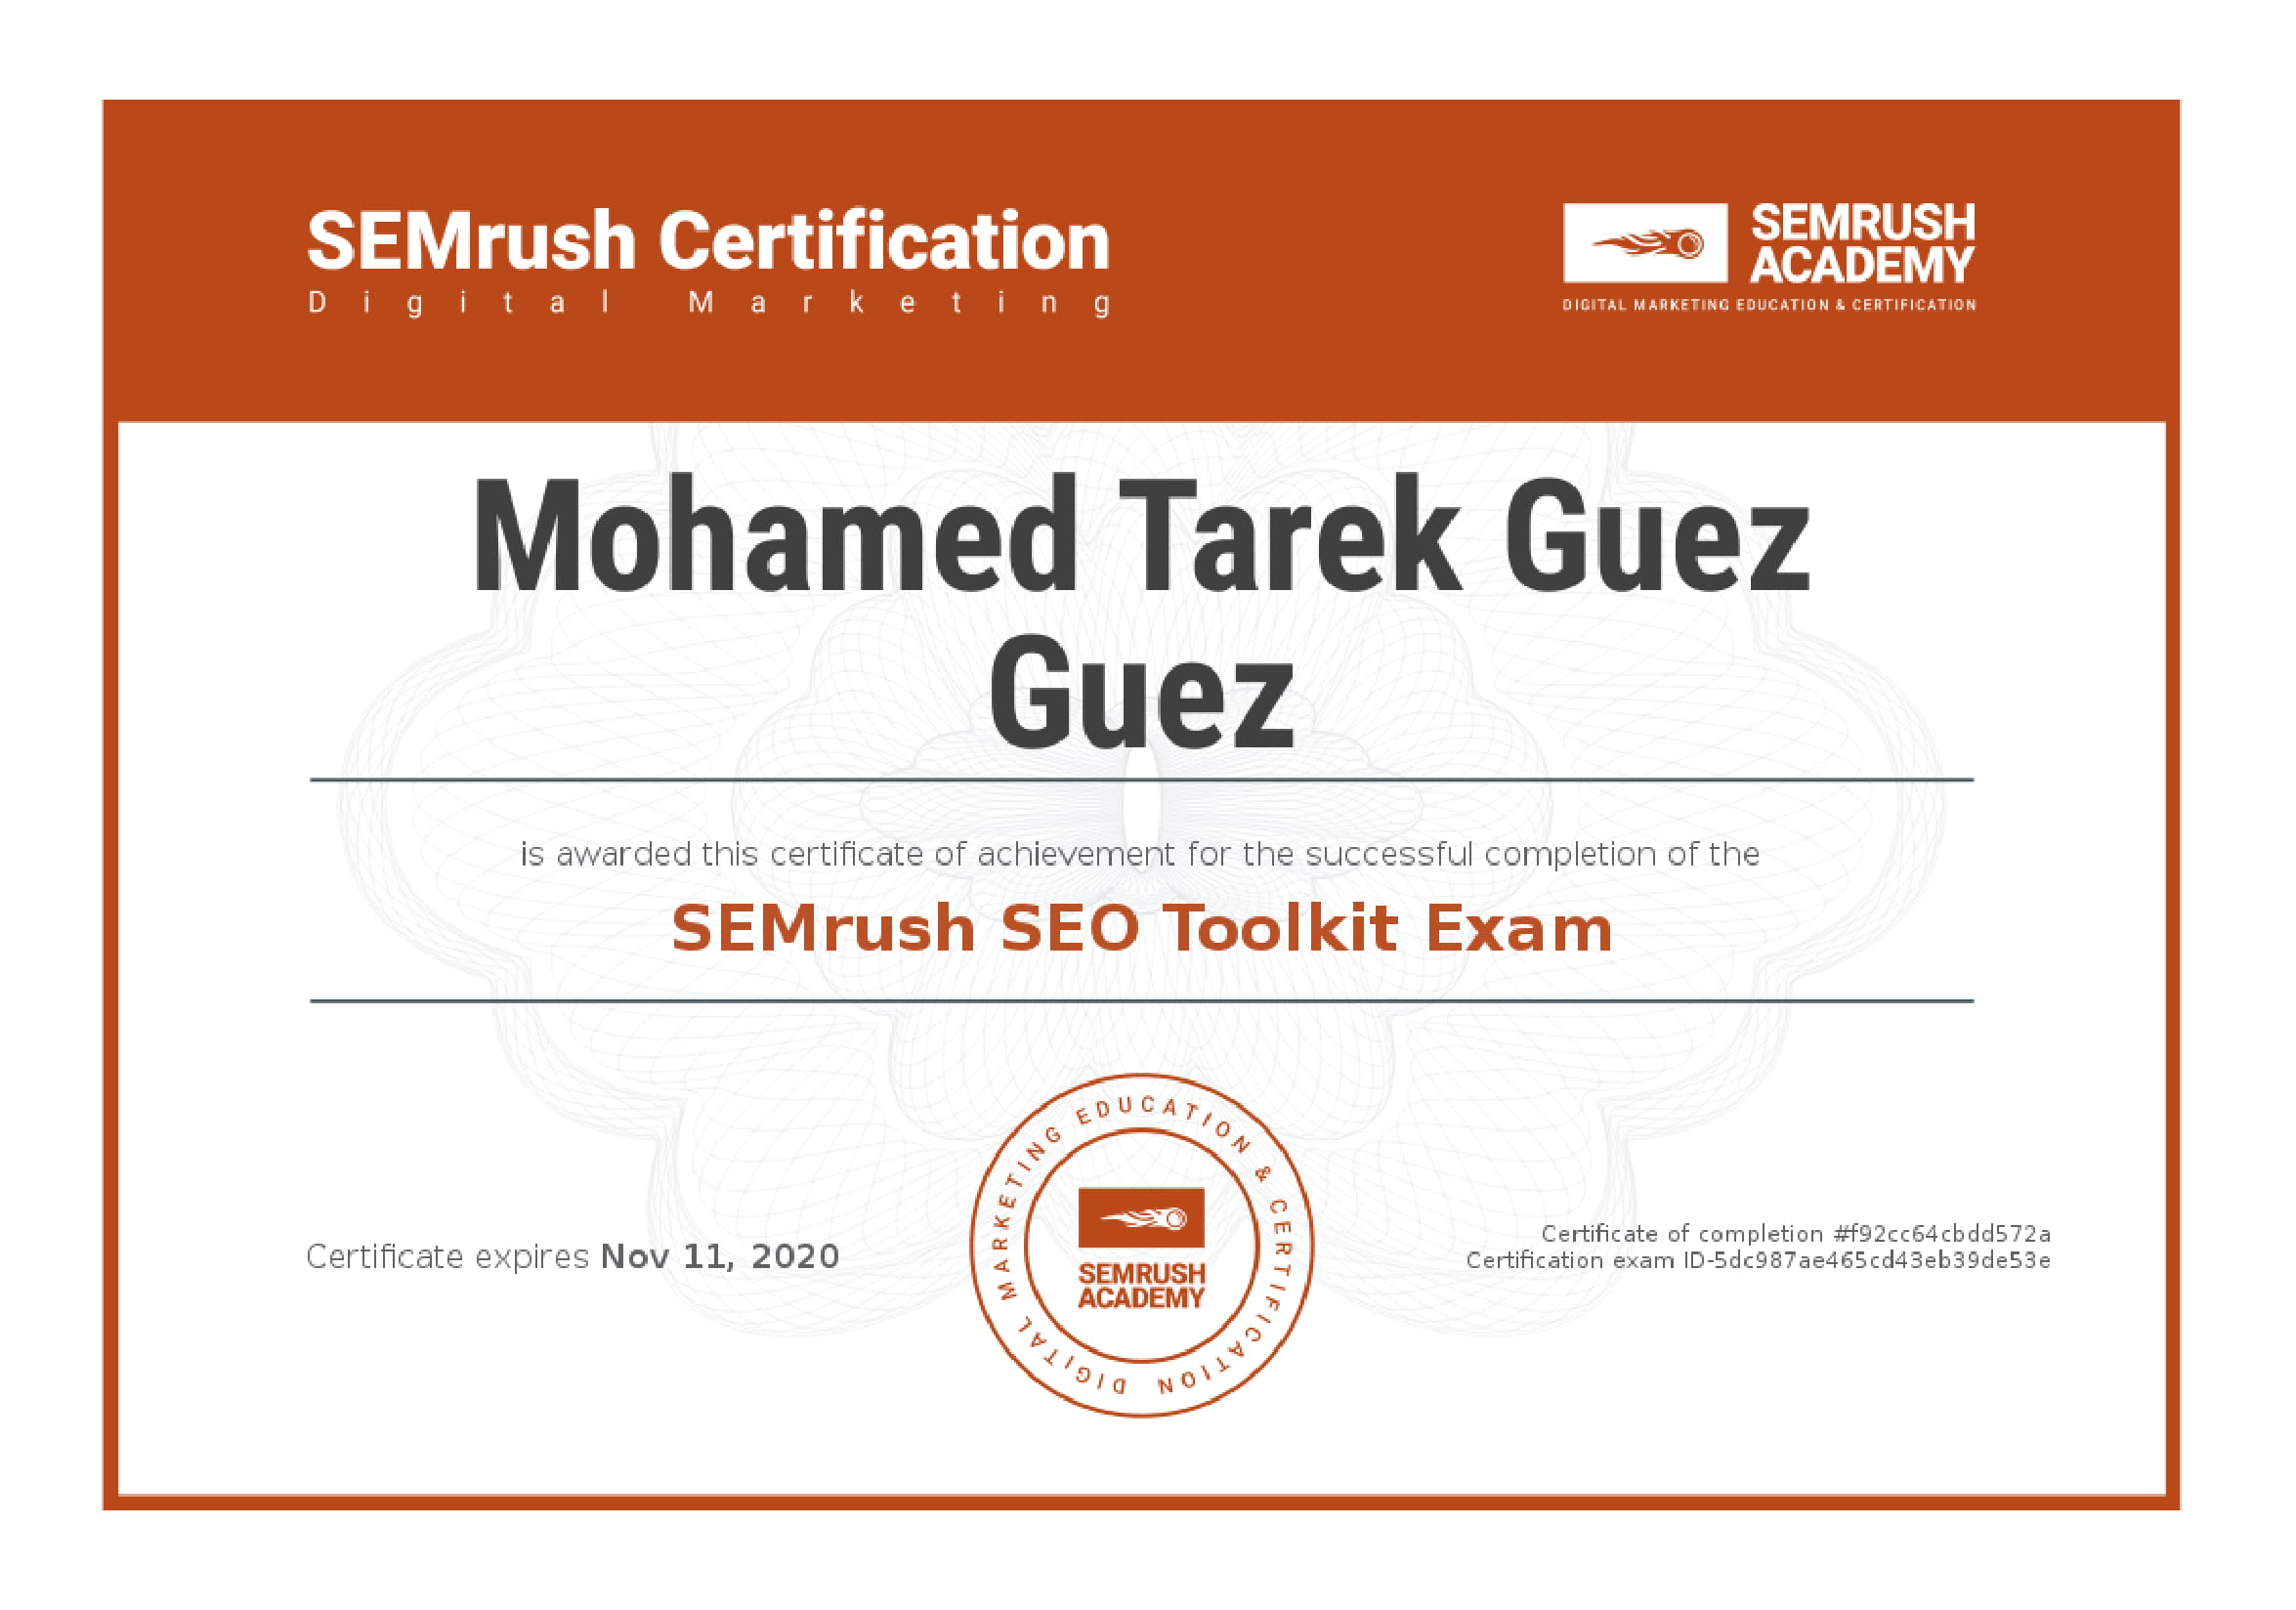 SEMrush Certification
Digital Marketing
SEMRUSH
ACADEMY
DIGITAL MARKETING EDUCATION & CERTIFICATION
Mohamed Tarek Guez
Guez
is awarded this certificate of achievement for the successful completion of the
SEMrush SEO Toolkit Exam
DIGITAL MARKETING EDUCATION & CERTIFICATION
SEMRUSH
ACADEMY
Certificate expires Nov 11, 2020
Certificate of completion #f92cc64cbdd572a
Certification exam ID-5dc987ae465cd43eb39de53e